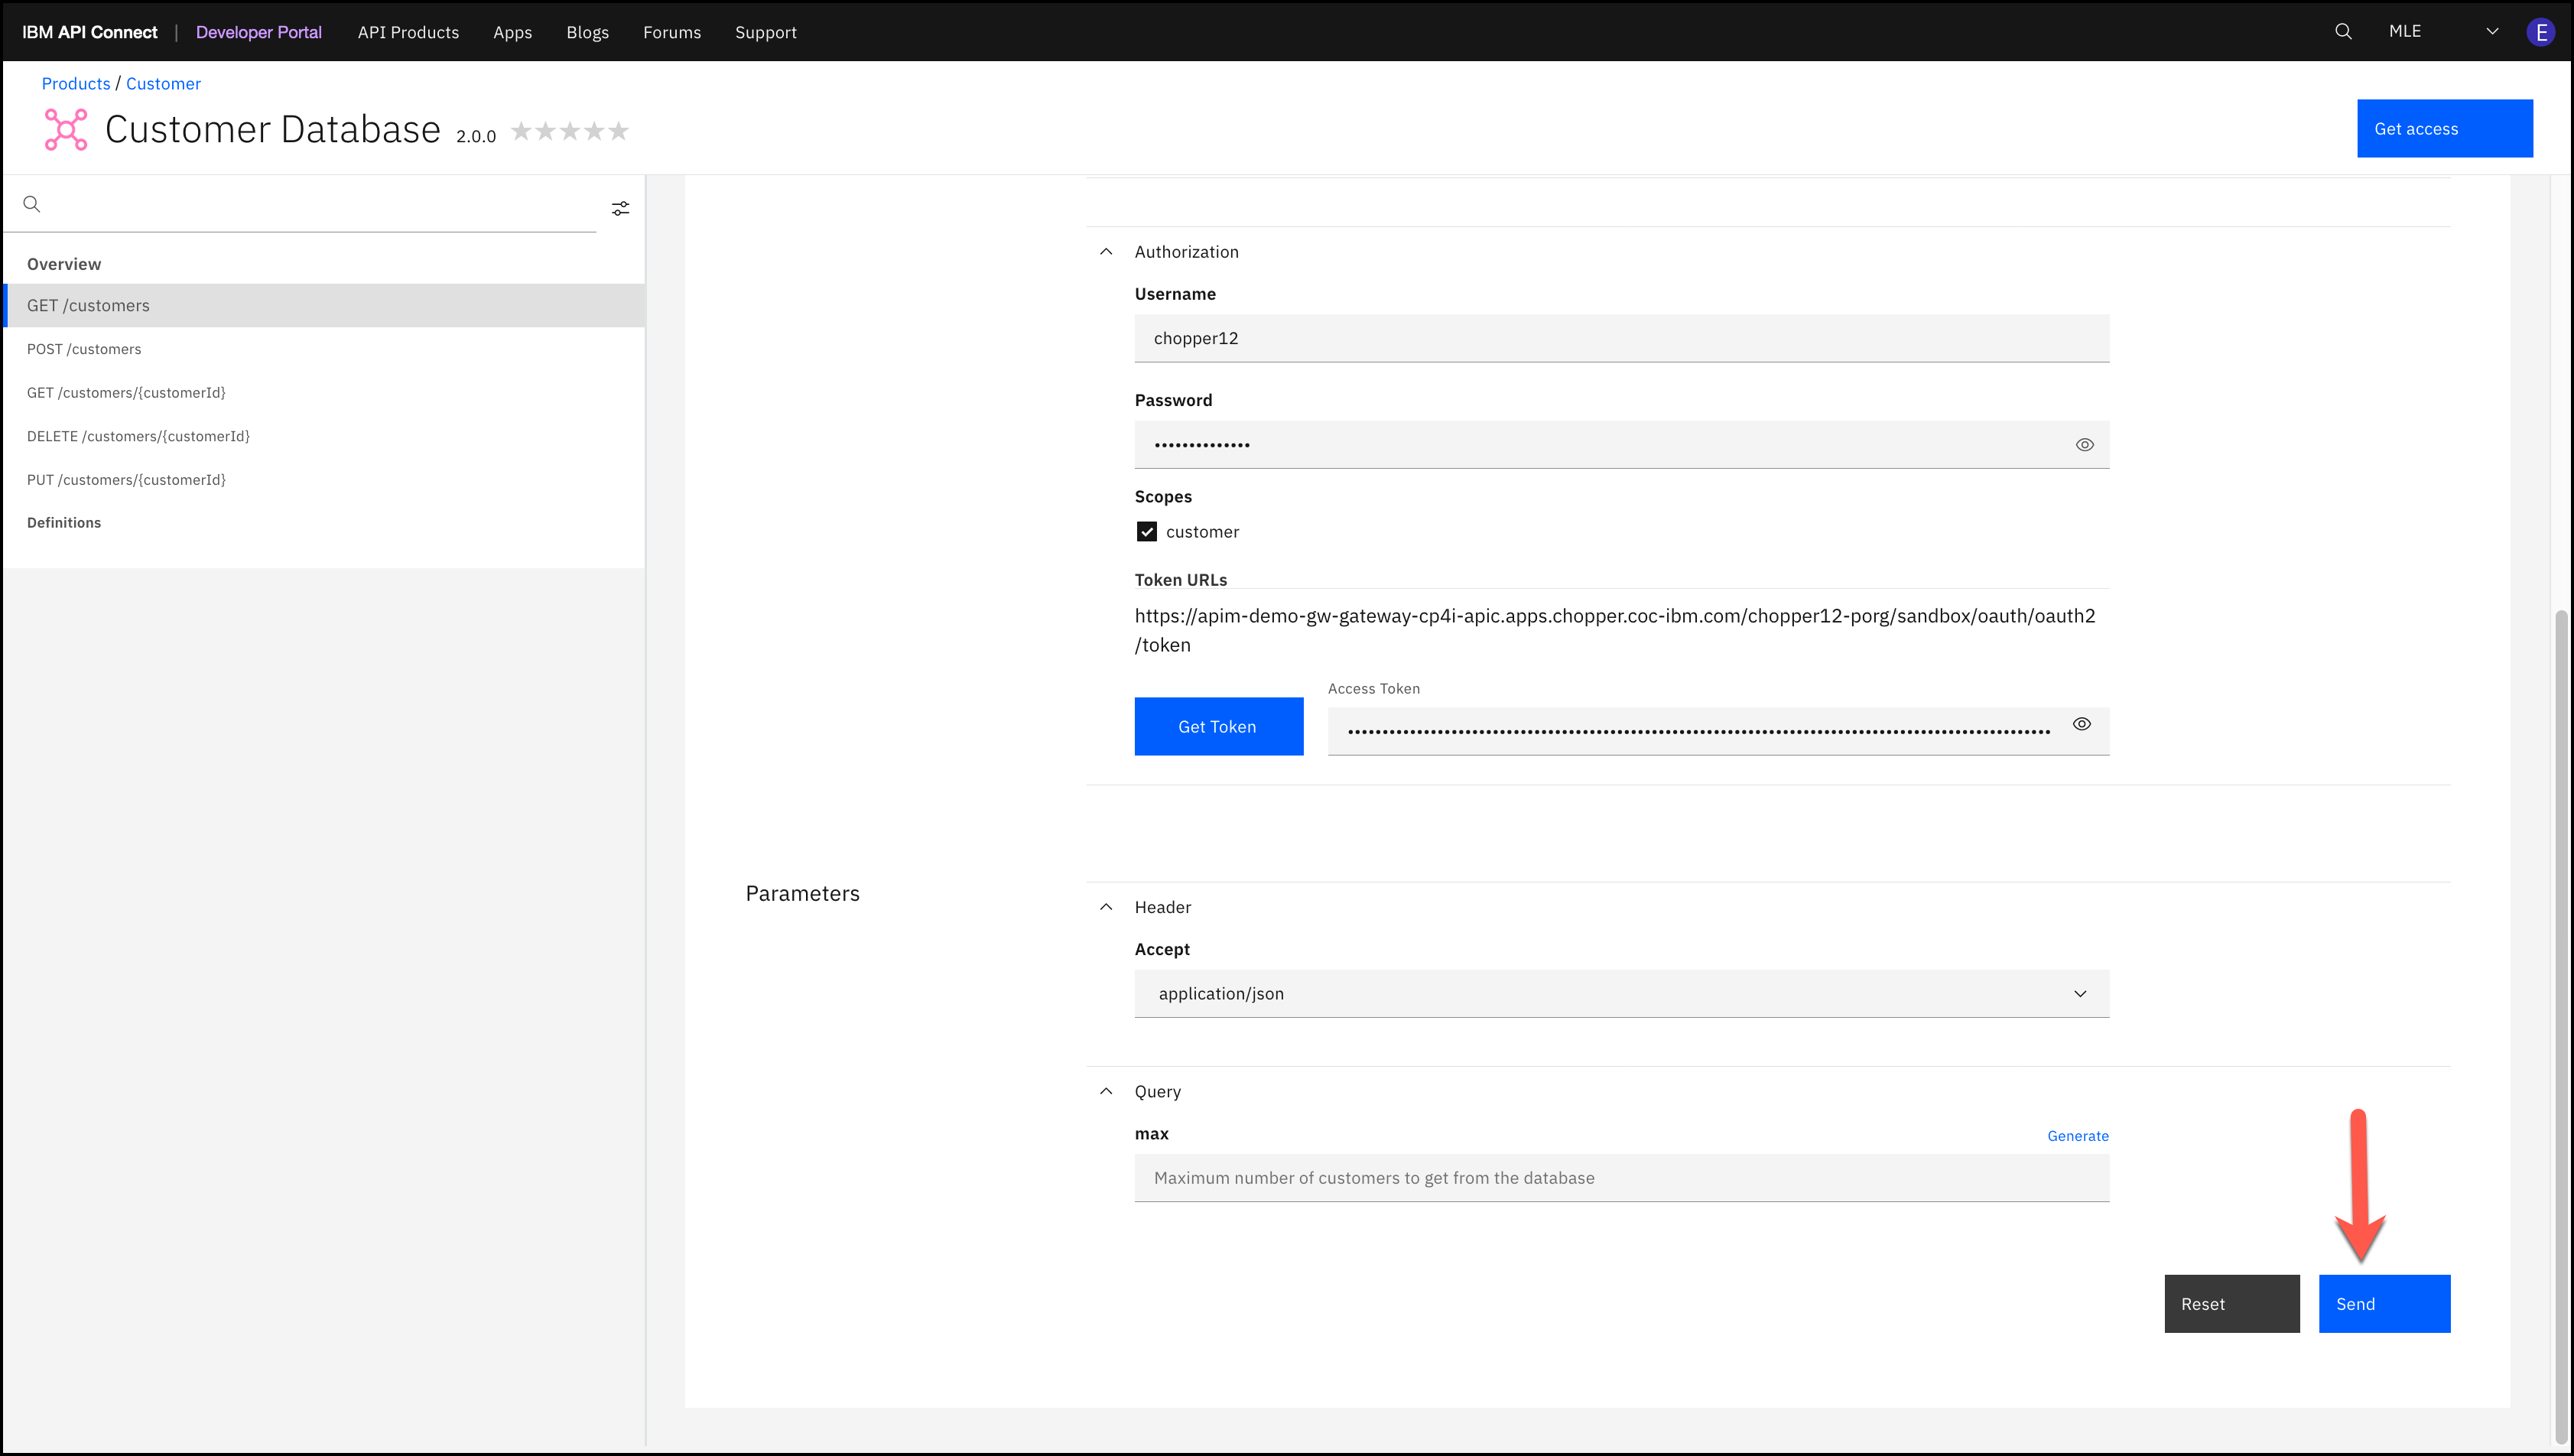 IBM API Connect | Developer Portal API Products Apps Blogs Forums Support MLE E
Products / Customer
Customer Database 2.0.0
Get access
Overview
GET /customers
POST /customers
GET /customers/{customerId}
DELETE /customers/{customerId}
PUT /customers/{customerId}
Definitions
Authorization
Username
chopper12
Password
Scopes
customer
Token URLs
https://apim-demo-gw-gateway-cp4i-apic.apps.chopper.coc-ibm.com/chopper12-porg/sandbox/oauth/oauth2
/token
Access Token
Get Token
Parameters
Header
Accept
application/json
Query
max
Generate
Maximum number of customers to get from the database
Reset
Send